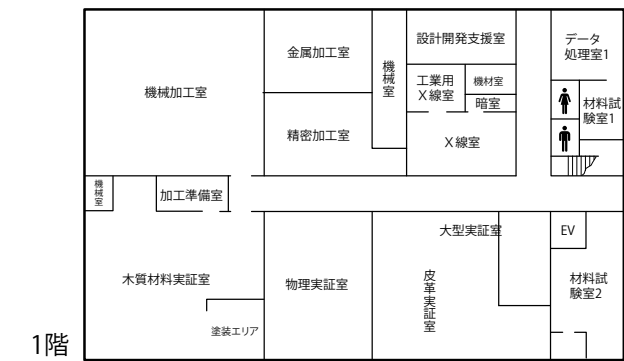 機械加工室
金属加工室
精密加工室
機械室
設計開発支援室
工業用
X線室
機材室
暗室
X線室
データ
処理室1
材料試
験室1
機械室
加工準備室
木質材料実証室
塗装エリア
物理実証室
大型実証室
皮革実証室
EV
材料試
験室2
1階